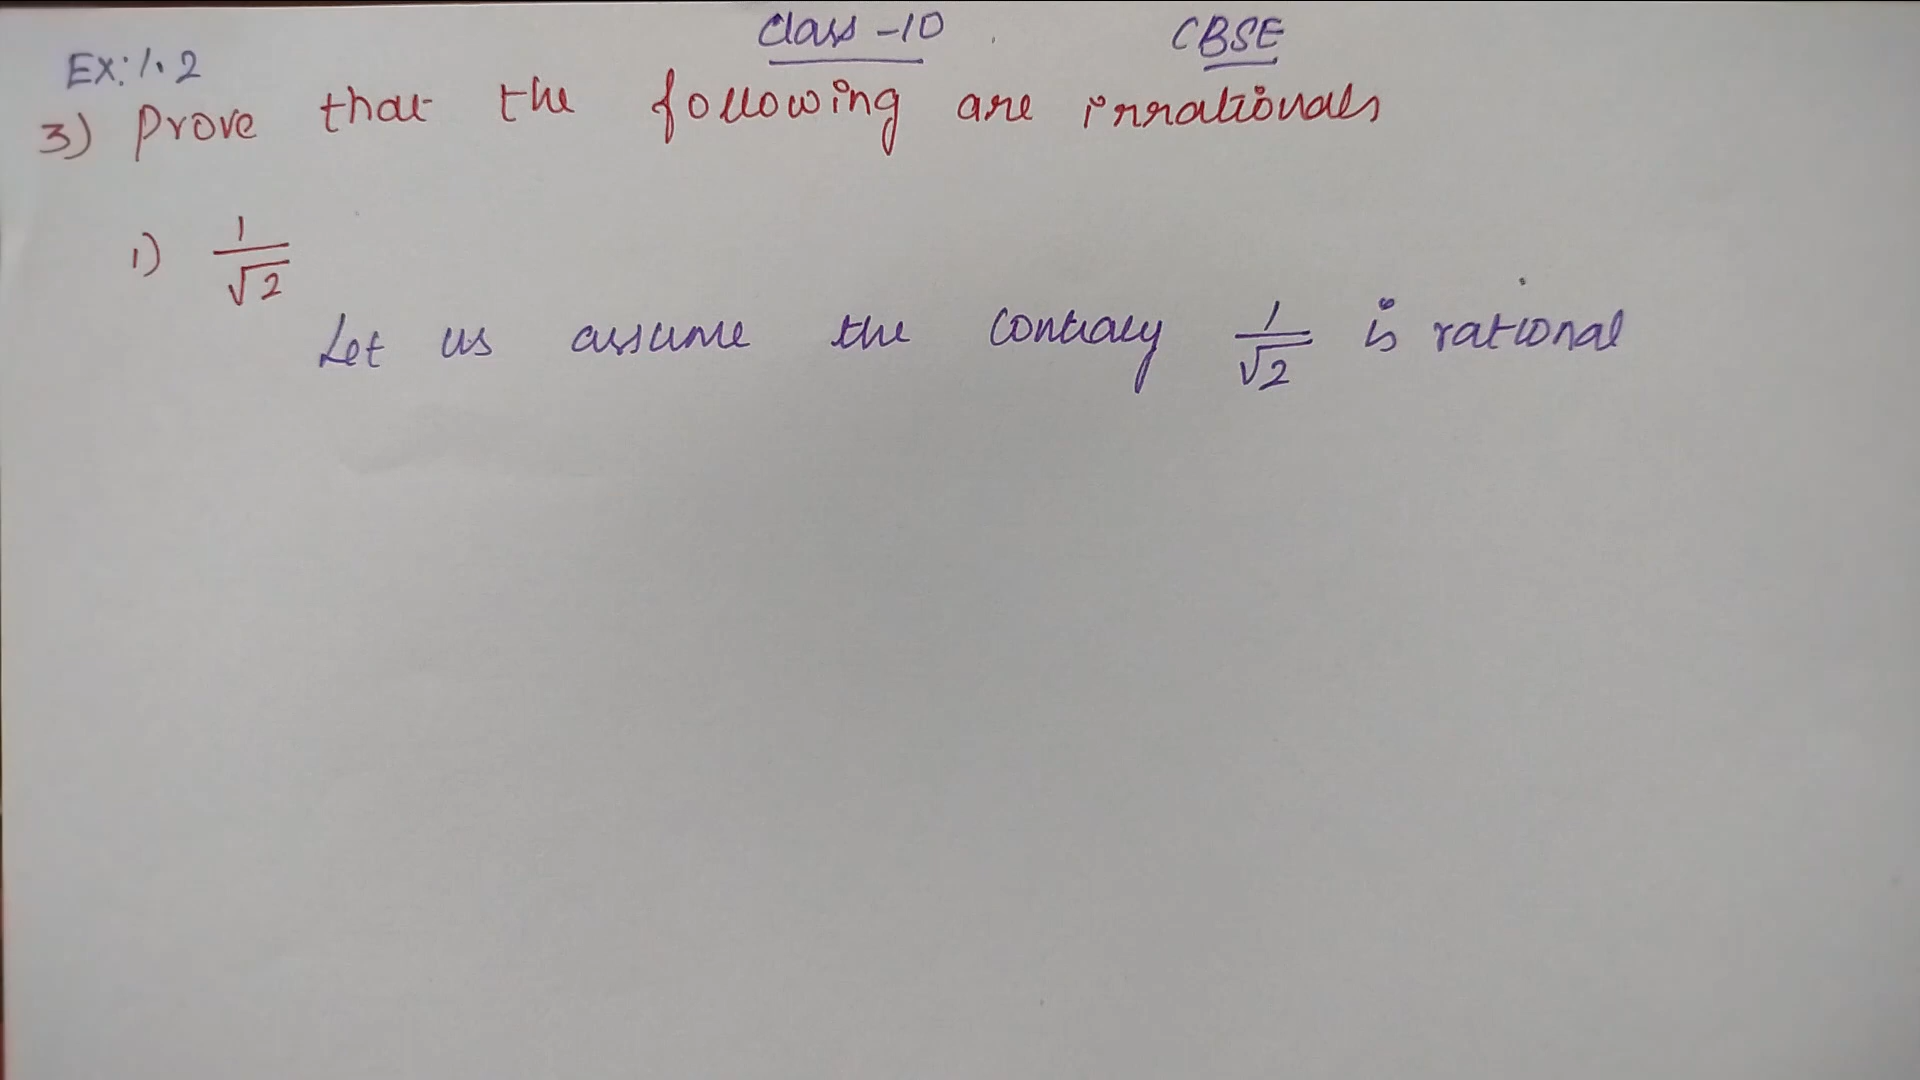 Class - 10 CBSE
Ex: 1.2
3) Prove that the following are irrationals
1) 1/√2
Let us assume the contrary 1/√2 is rational